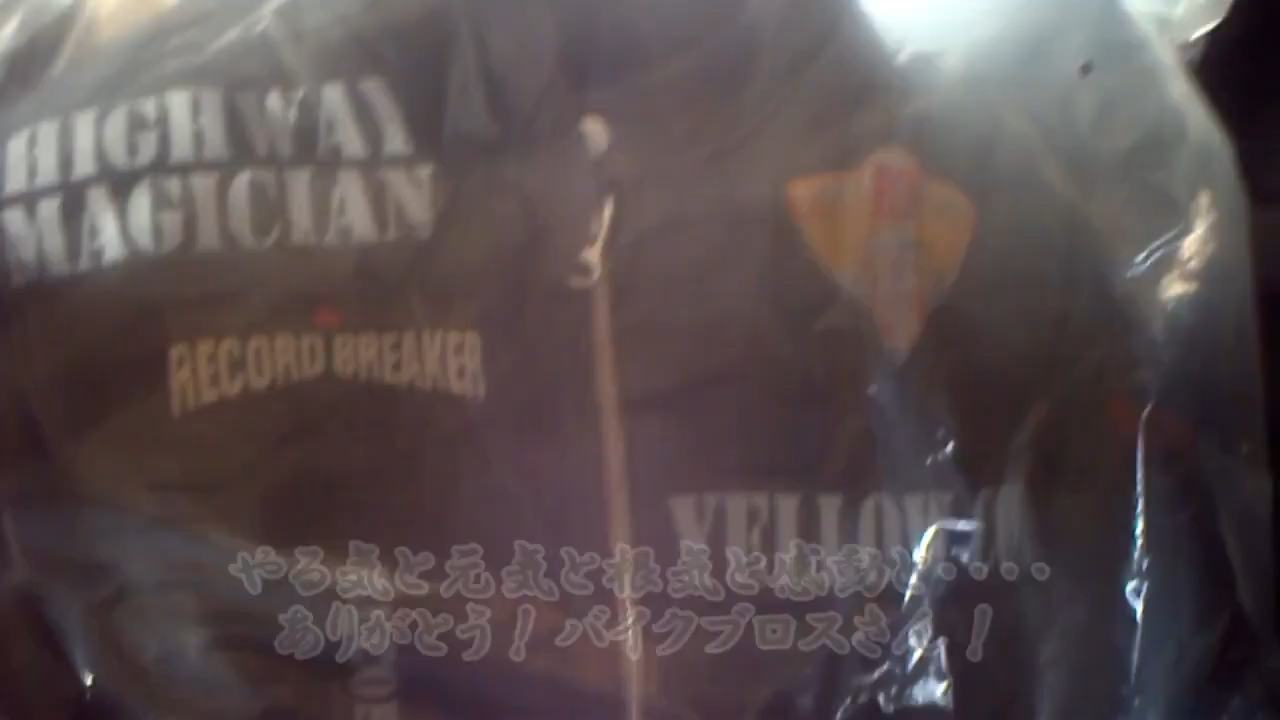 HIGHWAY
MAGICIAN
RECORD BREAKER
YELLOW
やる気と元気と根気と感動と・・・・
ありがとう！バイクブロスさん！